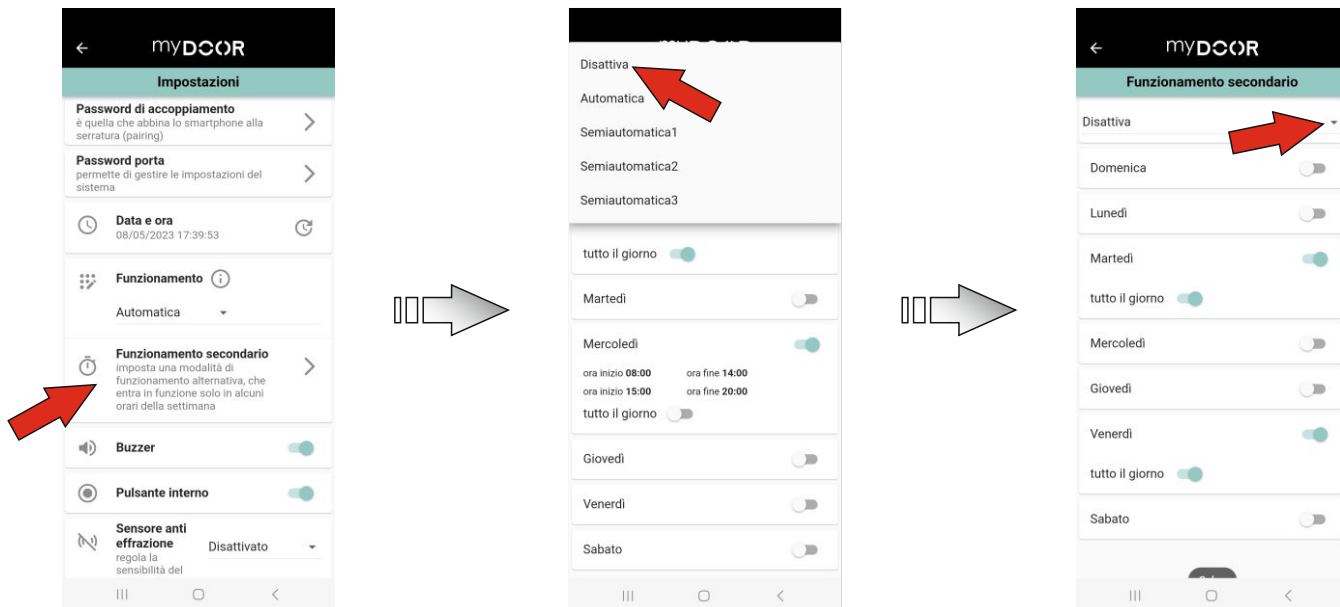 myDOOR
Impostazioni
Password di accoppiamento
è quella che abbina lo smartphone alla
serratura (pairing)
Password porta
permette di gestire le impostazioni del
sistema
Data e ora
08/05/2023 17:39:53
Funzionamento
Automatica
Funzionamento secondario
imposta una modalità di
funzionamento alternativa, che
entra in funzione solo in alcuni
orari della settimana
Buzzer
Pulsante interno
Sensore anti
effrazione
Disattivato
regola la
sensibilità del
Disattiva
Automatica
Semiautomatica1
Semiautomatica2
Semiautomatica3
tutto il giorno
Martedì
Mercoledì
ora inizio 08:00 ora fine 14:00
ora inizio 15:00 ora fine 20:00
tutto il giorno
Giovedì
Venerdì
Sabato
myDOOR
Funzionamento secondario
Disattiva
Domenica
Lunedì
Martedì
tutto il giorno
Mercoledì
Giovedì
Venerdì
tutto il giorno
Sabato